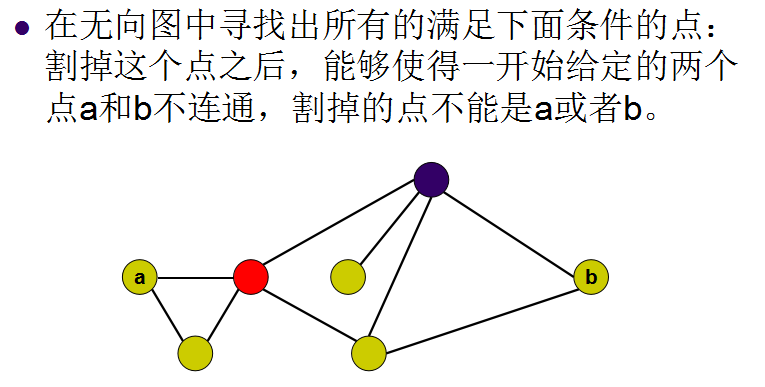 在无向图中寻找出所有的满足下面条件的点：
割掉这个点之后，能够使得一开始给定的两个
点a和b不连通，割掉的点不能是a或者b。
a
b